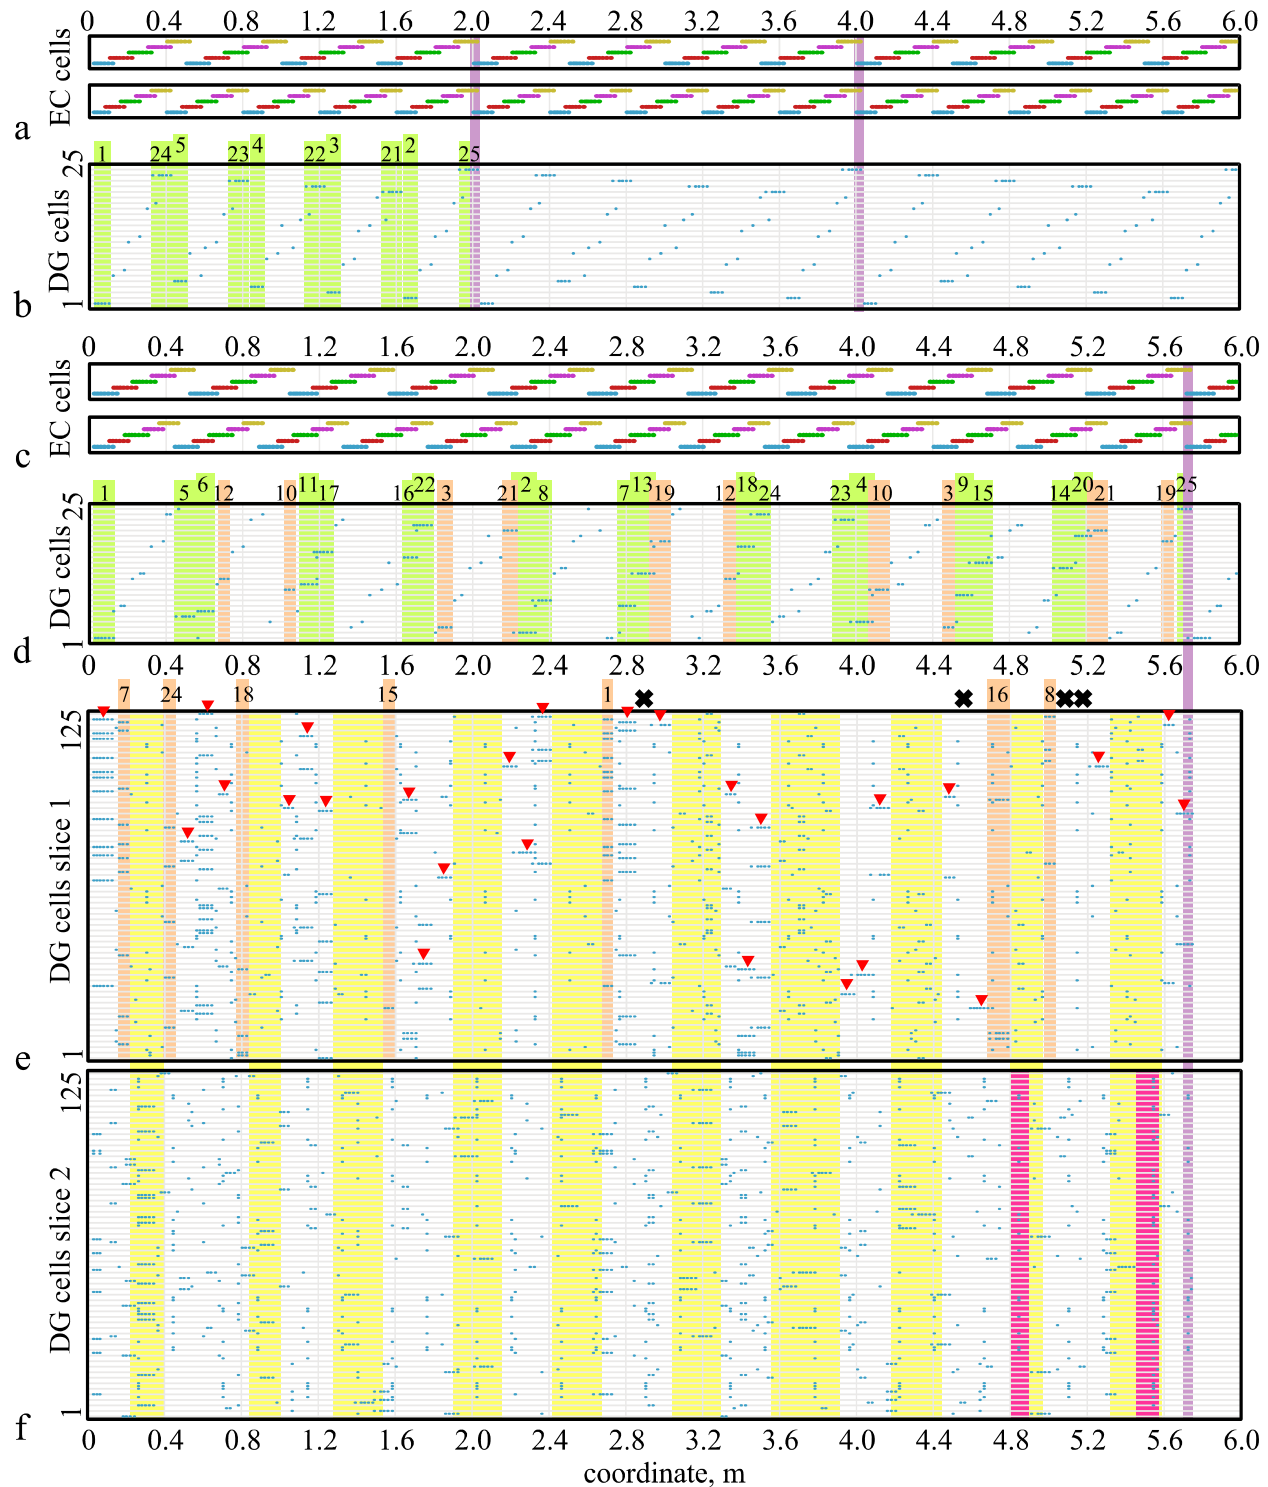 0 0.4 0.8 1.2 1.6 2.0 2.4 2.8 3.2 3.6 4.0 4.4 4.8 5.2 5.6 6.0
EC cells
a
1 24 5 23 4 22 3 21 2 25
25
DG cells
1
b
0 0.4 0.8 1.2 1.6 2.0 2.4 2.8 3.2 3.6 4.0 4.4 4.8 5.2 5.6 6.0
EC cells
c
1 5 6 12 10 11 17 16 22 3 21 2 8 7 13 19 12 18 24 23 4 10 3 9 15 14 20 21 19 25
25
DG cells
1
d
0 0.4 0.8 1.2 1.6 2.0 2.4 2.8 3.2 3.6 4.0 4.4 4.8 5.2 5.6 6.0
7 24 18 15 1 16 8
125
DG cells slice 1
1
e
125
DG cells slice 2
1
f
0 0.4 0.8 1.2 1.6 2.0 2.4 2.8 3.2 3.6 4.0 4.4 4.8 5.2 5.6 6.0
coordinate, m